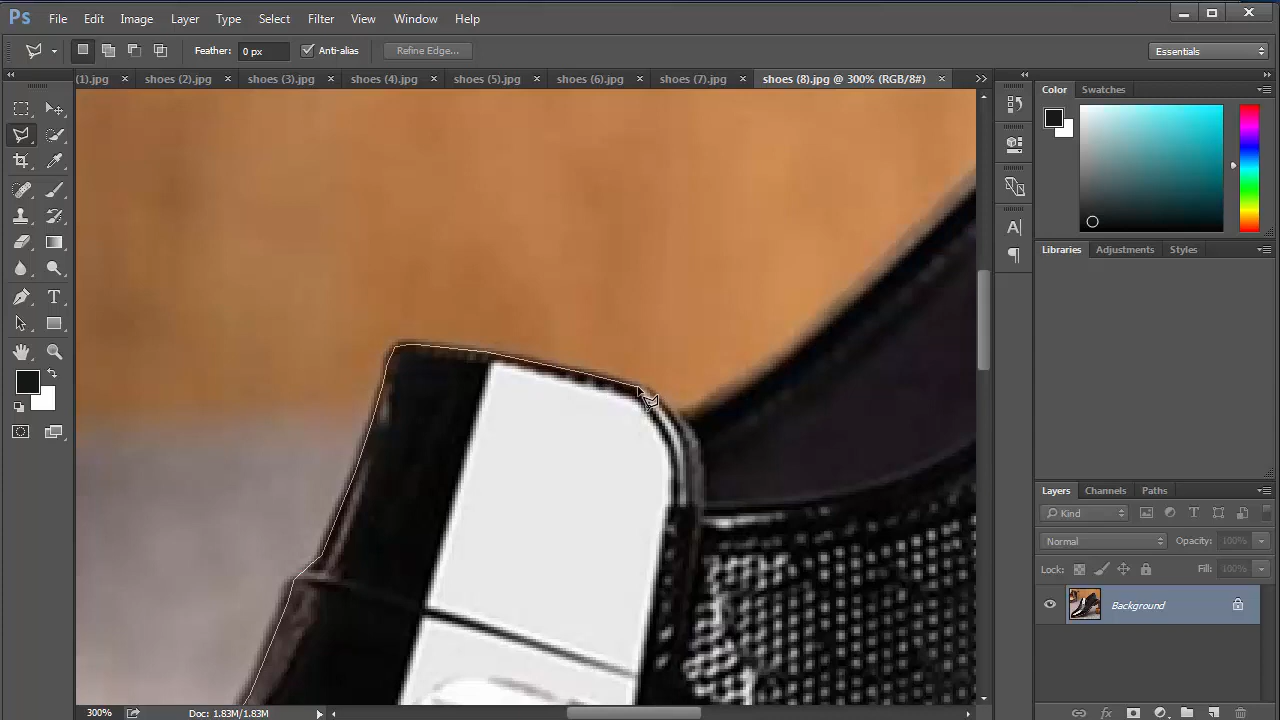 Ps File Edit Image Layer Type Select Filter View Window Help
Feather: 0 px Anti-alias Refine Edge... Essentials
(1).jpg shoes (2).jpg shoes (3).jpg shoes (4).jpg shoes (5).jpg shoes (6).jpg shoes (7).jpg shoes (8).jpg @ 300% (RGB/8#)
Color Swatches
Libraries Adjustments Styles
Layers Channels Paths
Kind
Normal Opacity: 100%
Lock: Fill: 100%
Background
300% Doc: 1.83M/1.83M